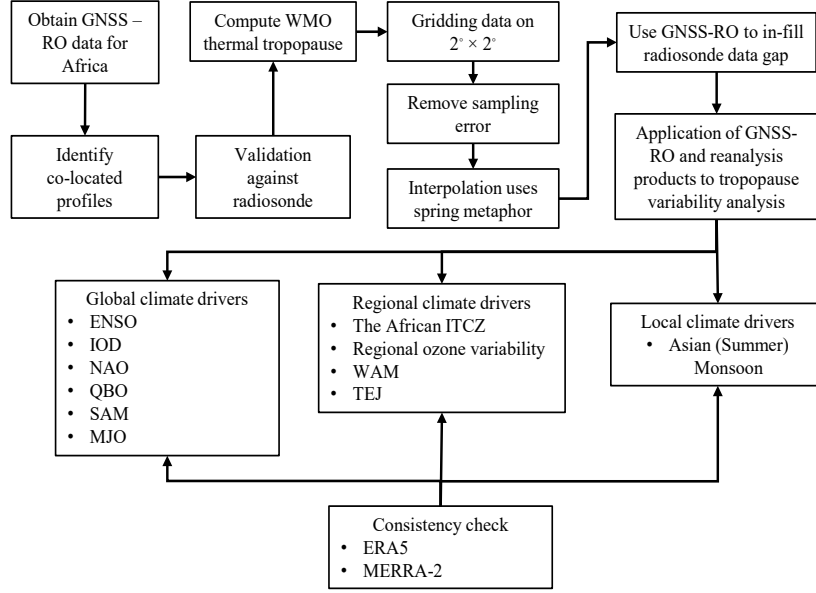 Obtain GNSS –
RO data for
Africa
Identify
co-located
profiles
Validation
against
radiosonde
Compute WMO
thermal tropopause
Gridding data on
2° × 2°
Remove sampling
error
Interpolation uses
spring metaphor
Use GNSS-RO to in-fill
radiosonde data gap
Application of GNSS-
RO and reanalysis
products to tropopause
variability analysis
Global climate drivers
• ENSO
• IOD
• NAO
• QBO
• SAM
• MJO
Regional climate drivers
• The African ITCZ
• Regional ozone variability
• WAM
• TEJ
Local climate drivers
• Asian (Summer)
Monsoon
Consistency check
• ERA5
• MERRA-2